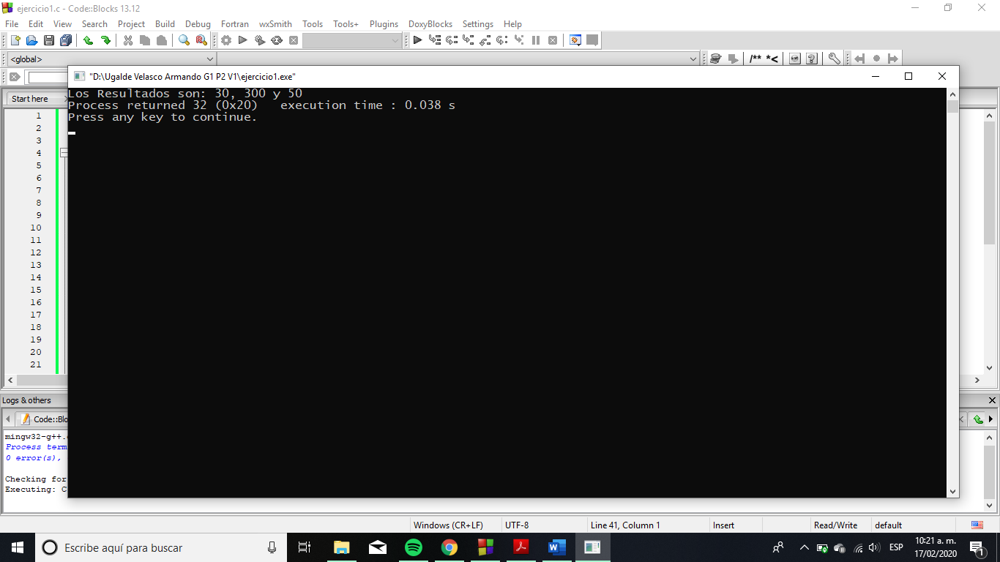 ejercicio1.c - Code::Blocks 13.12
File Edit View Search Project Build Debug Fortran wxSmith Tools Tools+ Plugins DoxyBlocks Settings Help
<global>
/** *<
"D:\Ugalde Velasco Armando G1 P2 V1\ejercicio1.exe"
Start here
Los Resultados son: 30, 300 y 50
Process returned 32 (0x20)   execution time : 0.038 s
Press any key to continue.
1
2
3
4
5
6
7
8
9
10
11
12
13
14
15
16
17
18
19
20
21
Logs & others
Code::Blo
mingw32-g++.
Process term
0 error(s),
Checking for
Executing: C
Windows (CR+LF) UTF-8 Line 41, Column 1 Insert Read/Write default
Escribe aquí para buscar
ESP
10:21 a. m.
17/02/2020
1